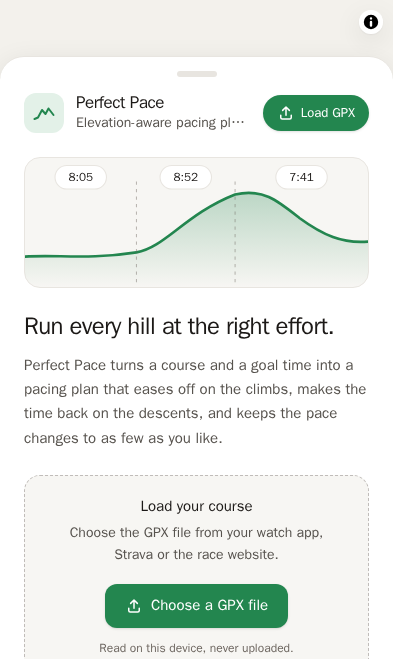 Perfect Pace
Elevation-aware pacing pl···
Load GPX
8:05
8:52
7:41
Run every hill at the right effort.
Perfect Pace turns a course and a goal time into a
pacing plan that eases off on the climbs, makes the
time back on the descents, and keeps the pace
changes to as few as you like.
Load your course
Choose the GPX file from your watch app,
Strava or the race website.
Choose a GPX file
Read on this device, never uploaded.